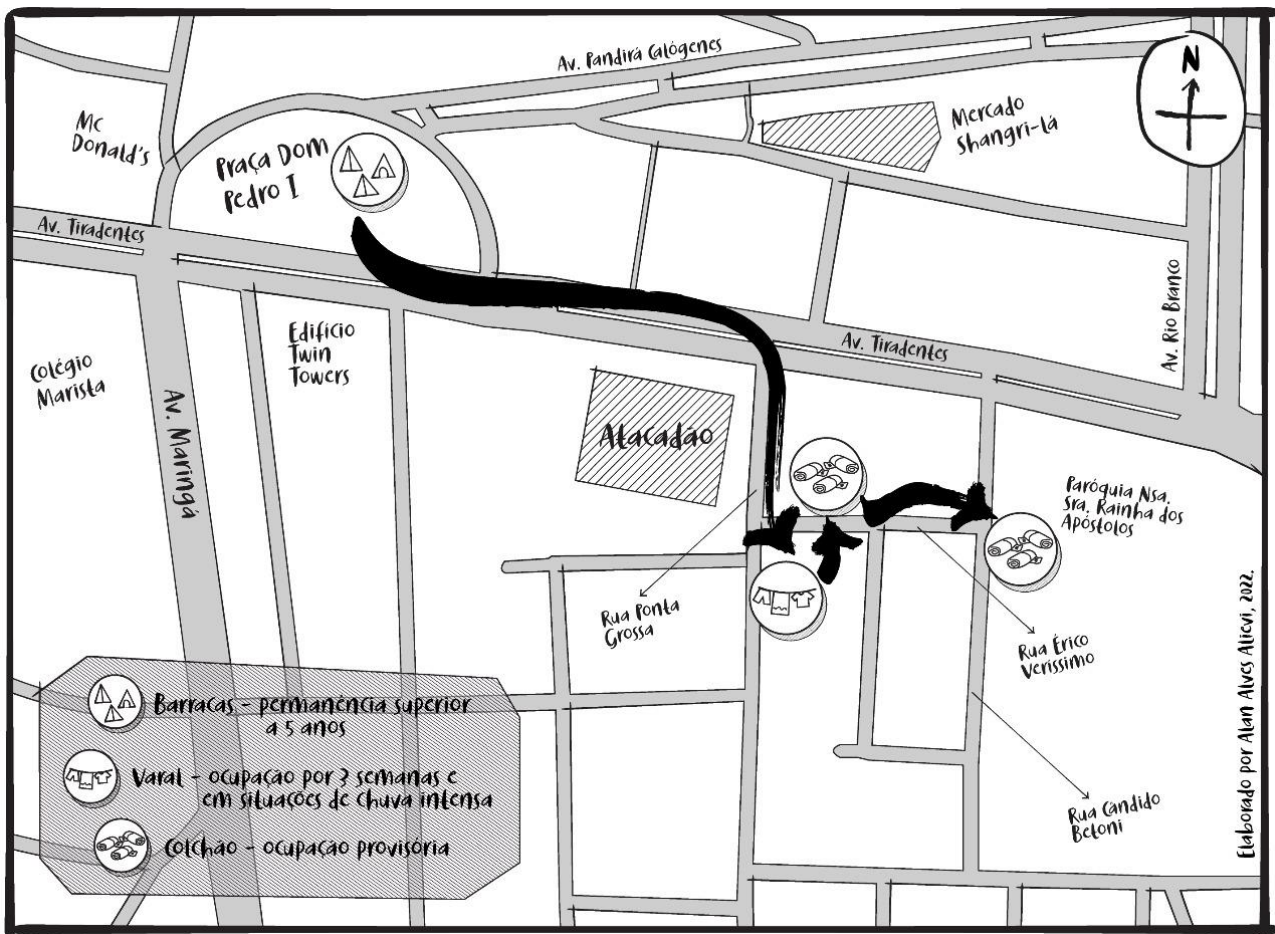 Av. Pandirá Calógenes
N
Mc
Donald's
Praça Dom
Pedro I
Mercado
Shangri-lá
Av. Tiradentes
Av. Rio Branco
Edifício
Twin
Towers
Colégio
Marista
Av. Maringá
Av. Tiradentes
Atacadão
Paróquia Nsa.
Sra. Rainha dos
Apóstolos
Rua Ponta
Grossa
Rua Érico
Veríssimo
Rua Cândido
Betoni
Barracas - permanência superior
a 5 anos
Varal - ocupação por 3 semanas e
em situações de chuva intensa
Colchão - ocupação provisória
Elaborado por Alan Alves Alievi, 2022.